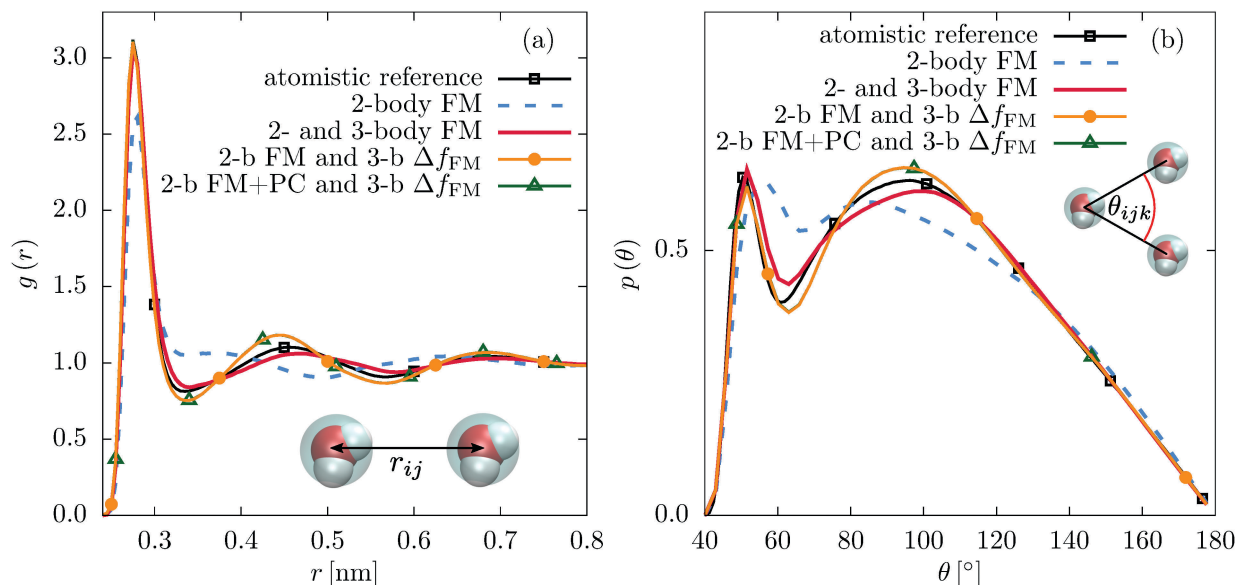 (a)
atomistic reference
2-body FM
2- and 3-body FM
2-b FM and 3-b Δf_FM
2-b FM+PC and 3-b Δf_FM
g (r)
3.0
2.5
2.0
1.5
1.0
0.5
0.0
r_ij
0.3 0.4 0.5 0.6 0.7 0.8
r [nm]
(b)
atomistic reference
2-body FM
2- and 3-body FM
2-b FM and 3-b Δf_FM
2-b FM+PC and 3-b Δf_FM
p (θ)
0.5
0.0
θ_ijk
40 60 80 100 120 140 160 180
θ [°]